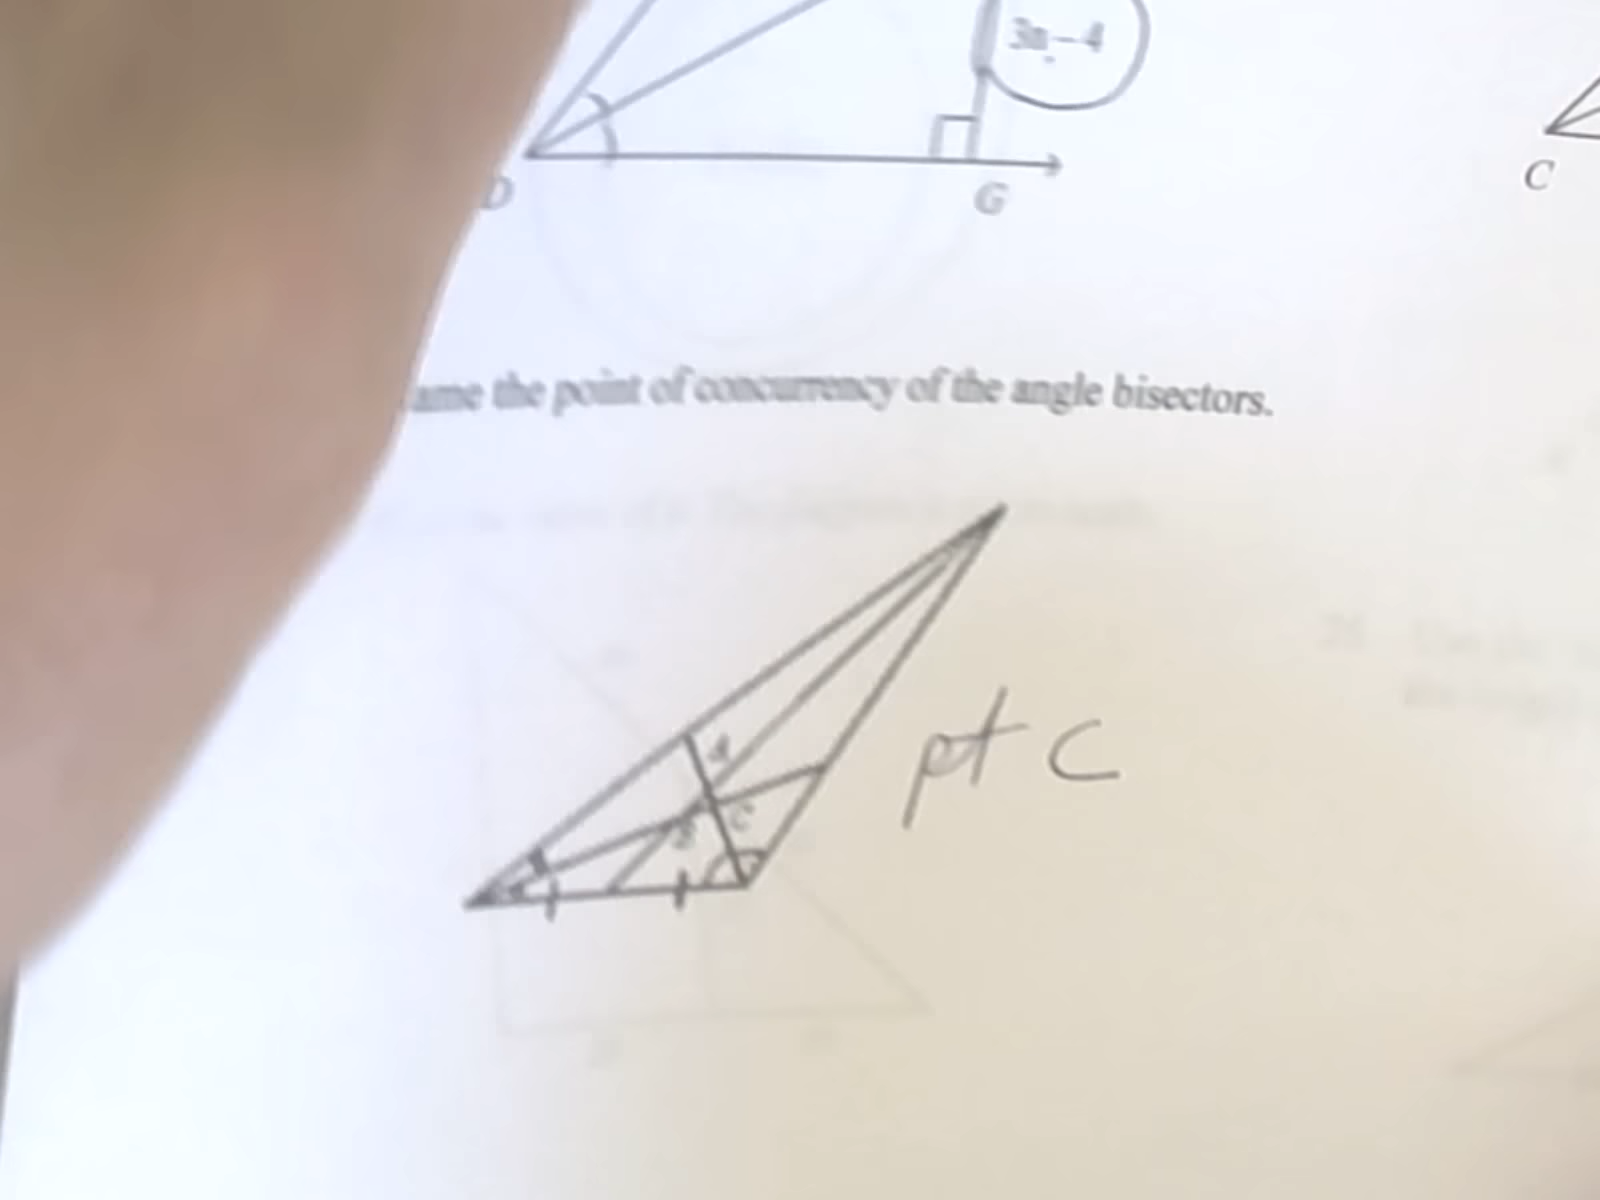 3n – 4
D
G
C
ame the point of concurrency of the angle bisectors.
A
B
C
pt C